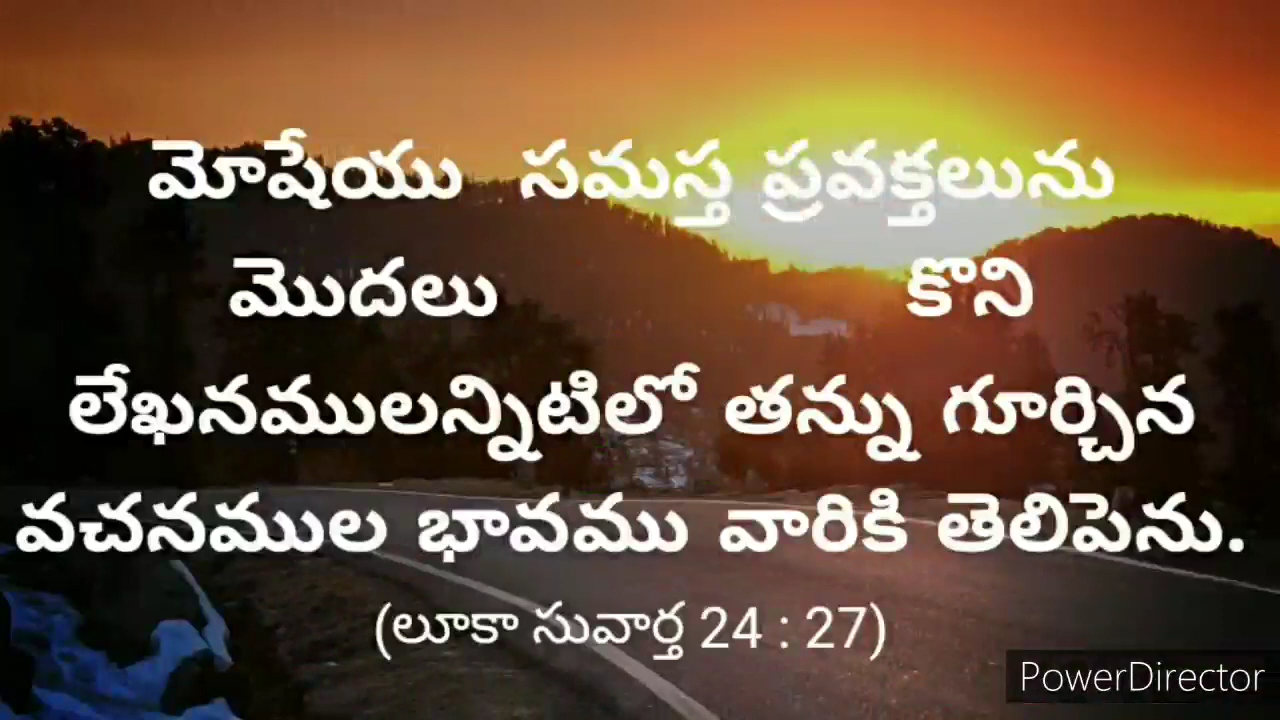 మోషేయు సమస్త ప్రవక్తలును
మొదలు కొని
లేఖనములన్నిటిలో తన్ను గూర్చిన
వచనముల భావము వారికి తెలిపెను.
(లూకా సువార్త 24 : 27)
PowerDirector